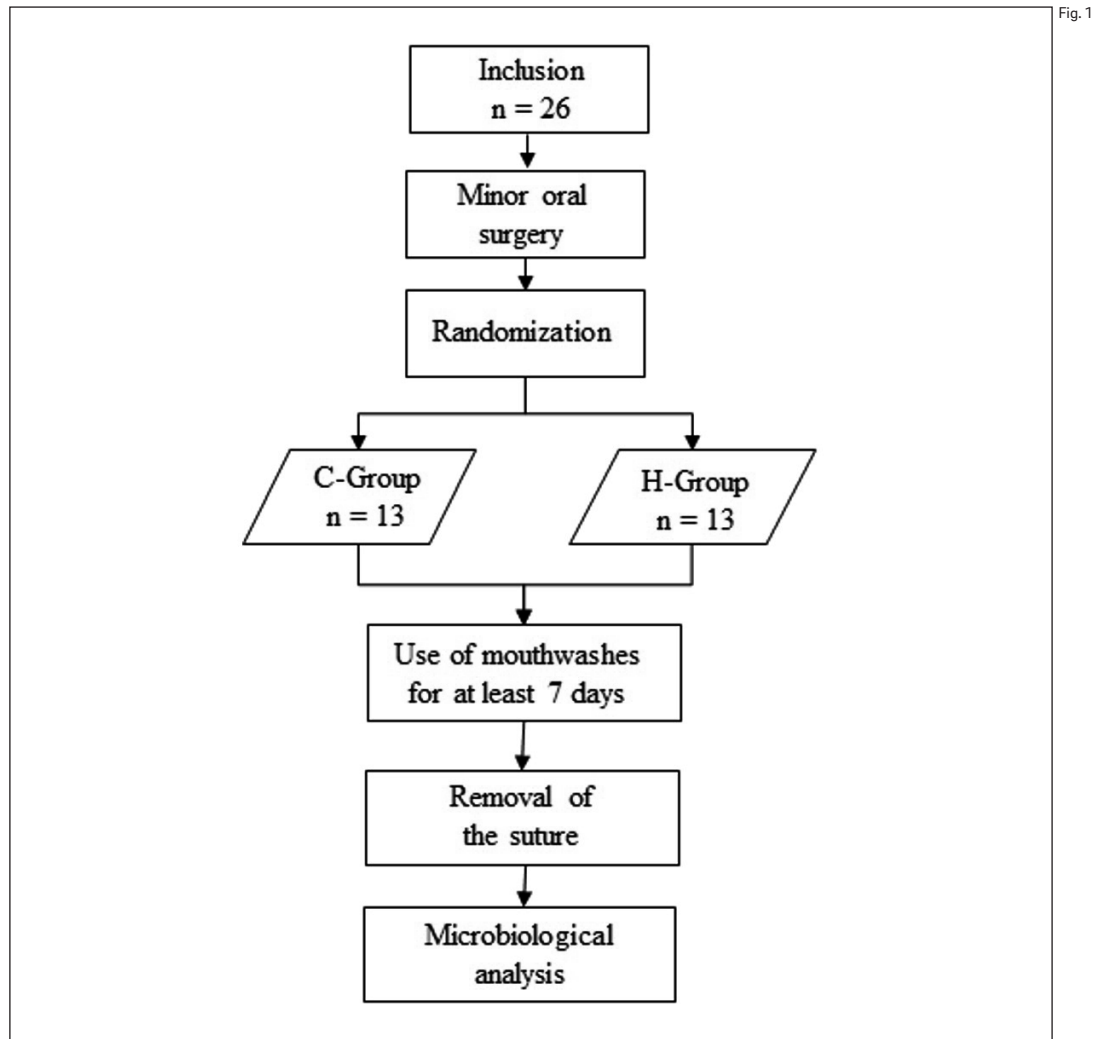 Fig. 1
Inclusion
n = 26
Minor oral
surgery
Randomization
C-Group
n = 13
H-Group
n = 13
Use of mouthwashes
for at least 7 days
Removal of
the suture
Microbiological
analysis